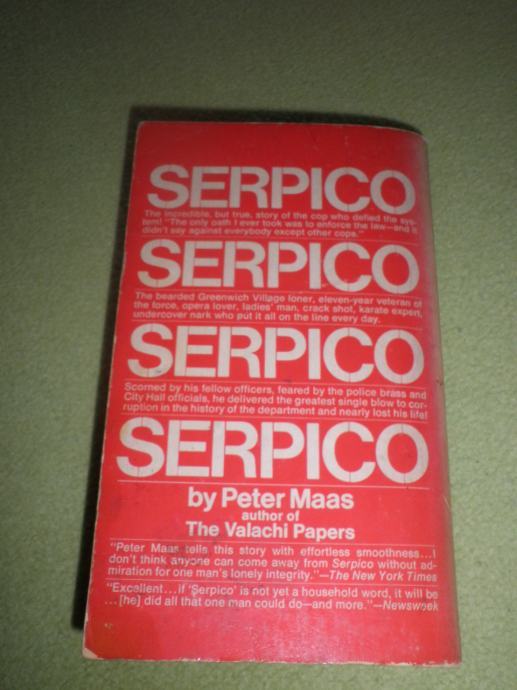 SERPICO
The incredible, but true, story of the cop who defied the sys-
tem! "The only oath I ever took was to enforce the law—and it
didn't say against everybody except other cops."
SERPICO
The bearded Greenwich Village loner, eleven-year veteran of
the force, opera lover, ladies' man, crack shot, karate expert,
undercover nark who put it all on the line every day.
SERPICO
Scorned by his fellow officers, feared by the police brass and
City Hall officials, he delivered the greatest single blow to cor-
ruption in the history of the department and nearly lost his life!
SERPICO
by Peter Maas
author of
The Valachi Papers
"Peter Maas tells this story with effortless smoothness...I
don't think anyone can come away from Serpico without ad-
miration for one man's lonely integrity."—The New York Times
"Excellent...if 'Serpico' is not yet a household word, it will be
...[he] did all that one man could do—and more."—Newsweek